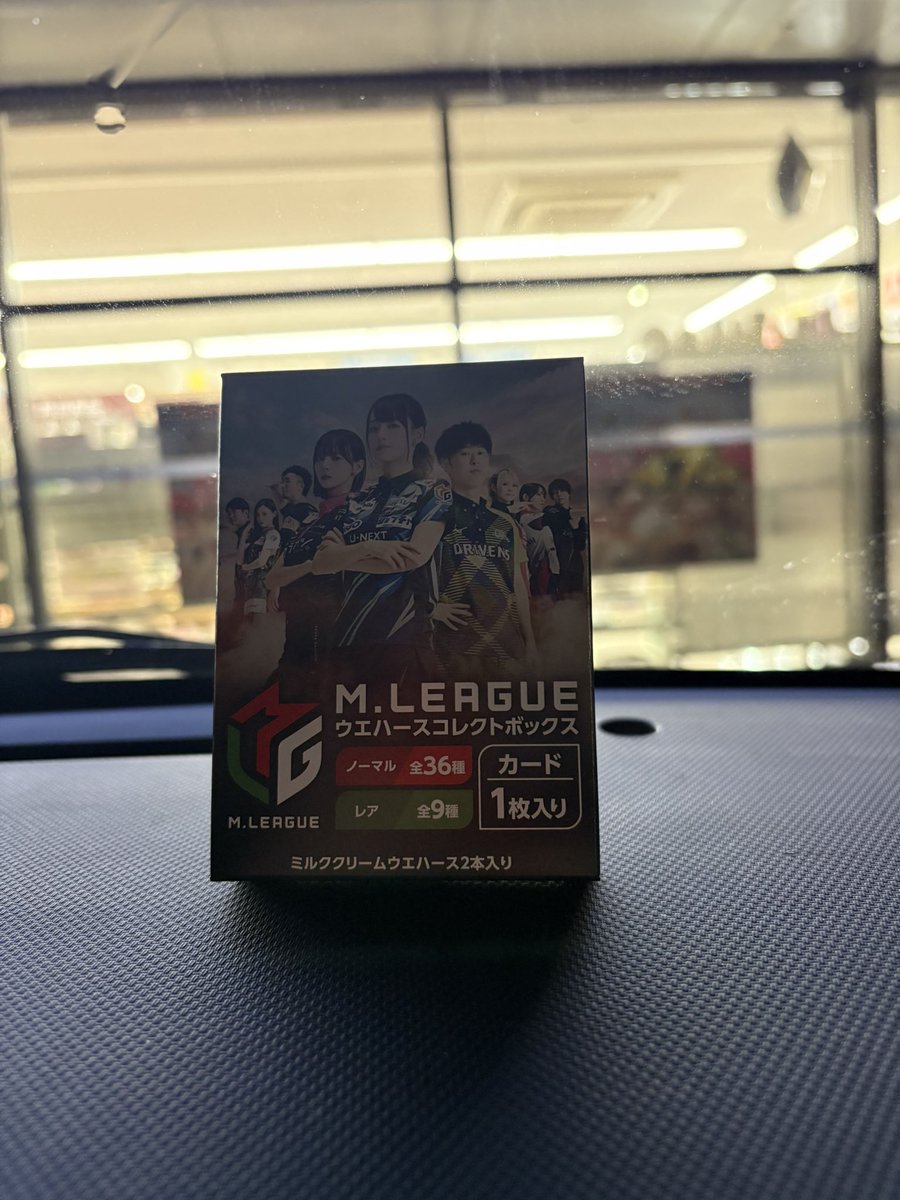 U-NEXT
DRIVENS
M.LEAGUE
ウエハースコレクトボックス
ノーマル 全36種
レア 全9種
カード
1枚入り
M.LEAGUE
ミルククリームウエハース2本入り